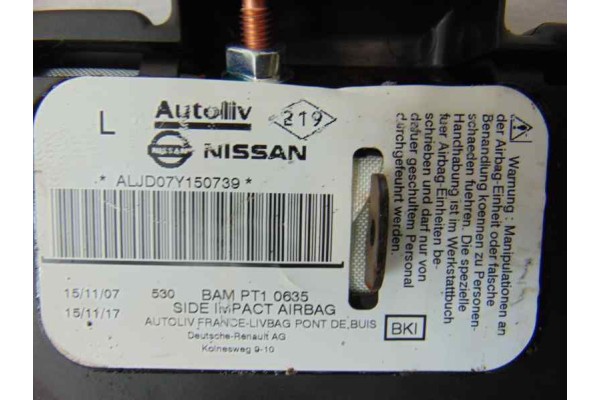 L
Autoliv
219
NISSAN
NISSAN
* ALJD07Y150739 *
15/11/07 530 BAM PT1 0635
15/11/17 SIDE IMPACT AIRBAG
AUTOLIV FRANCE-LIVBAG PONT DE BUIS
Deutsche-Renault AG
Kolnesweg 9-10
BKI
Warnung : Manipulationen an
der Airbag-Einheit oder falsche
Behandlung koennen zu Personen-
schaeden fuehren. Die spezielle
Handhabung ist im Werkstattbuch
fuer Airbag-Einheiten be-
schrieben und darf nur von
dafuer geschultem Personal
durchgefuehrt werden.